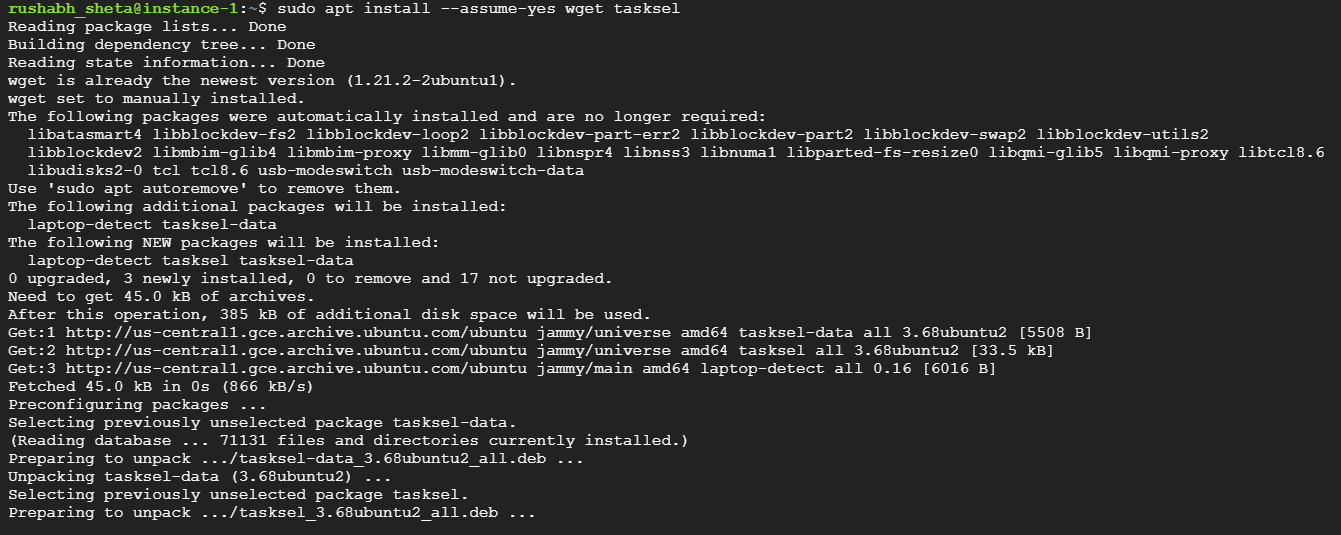 rushabh_sheta@instance-1:~$ sudo apt install --assume-yes wget tasksel
Reading package lists... Done
Building dependency tree... Done
Reading state information... Done
wget is already the newest version (1.21.2-2ubuntu1).
wget set to manually installed.
The following packages were automatically installed and are no longer required:
  libatasmart4 libblockdev-fs2 libblockdev-loop2 libblockdev-part-err2 libblockdev-part2 libblockdev-swap2 libblockdev-utils2
  libblockdev2 libmbim-glib4 libmbim-proxy libmm-glib0 libnspr4 libnss3 libnuma1 libparted-fs-resize0 libqmi-glib5 libqmi-proxy libtcl8.6
  libudisks2-0 tcl tcl8.6 usb-modeswitch usb-modeswitch-data
Use 'sudo apt autoremove' to remove them.
The following additional packages will be installed:
  laptop-detect tasksel-data
The following NEW packages will be installed:
  laptop-detect tasksel tasksel-data
0 upgraded, 3 newly installed, 0 to remove and 17 not upgraded.
Need to get 45.0 kB of archives.
After this operation, 385 kB of additional disk space will be used.
Get:1 http://us-central1.gce.archive.ubuntu.com/ubuntu jammy/universe amd64 tasksel-data all 3.68ubuntu2 [5508 B]
Get:2 http://us-central1.gce.archive.ubuntu.com/ubuntu jammy/universe amd64 tasksel all 3.68ubuntu2 [33.5 kB]
Get:3 http://us-central1.gce.archive.ubuntu.com/ubuntu jammy/main amd64 laptop-detect all 0.16 [6016 B]
Fetched 45.0 kB in 0s (866 kB/s)
Preconfiguring packages ...
Selecting previously unselected package tasksel-data.
(Reading database ... 71131 files and directories currently installed.)
Preparing to unpack .../tasksel-data_3.68ubuntu2_all.deb ...
Unpacking tasksel-data (3.68ubuntu2) ...
Selecting previously unselected package tasksel.
Preparing to unpack .../tasksel_3.68ubuntu2_all.deb ...